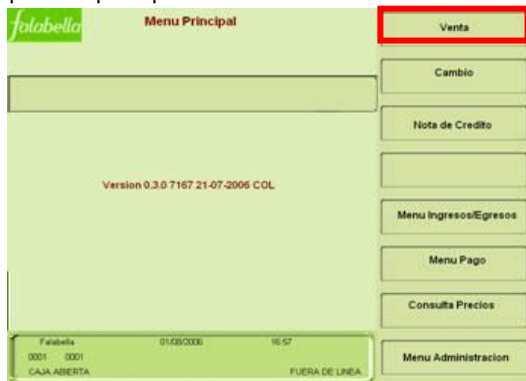 falabella
Menu Principal
Venta
Cambio
Nota de Credito
Version 0.3.0 7167 21-07-2006 COL
Menu Ingresos/Egresos
Menu Pago
Consulta Precios
Menu Administracion
Falabella 01/08/2006 16:57
0001 0001
CAJA ABIERTA FUERA DE LINEA